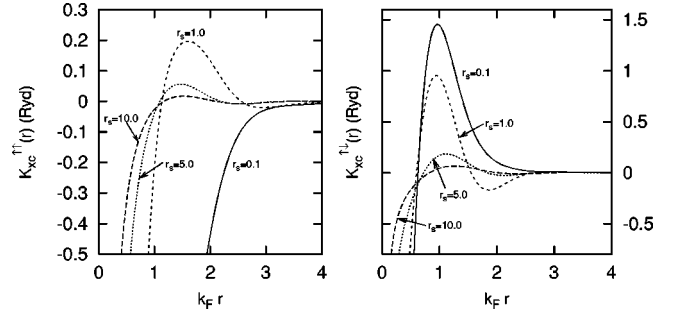 0.3
0.2
0.1
0
-0.1
-0.2
-0.3
-0.4
-0.5
K_xc^↑↑(r) (Ryd)
r_s=1.0
r_s=10.0
r_s=5.0
r_s=0.1
0 1 2 3 4
k_F r
K_xc^↑↓(r) (Ryd)
1.5
1
0.5
0
-0.5
r_s=0.1
r_s=1.0
r_s=5.0
r_s=10.0
0 1 2 3 4
k_F r